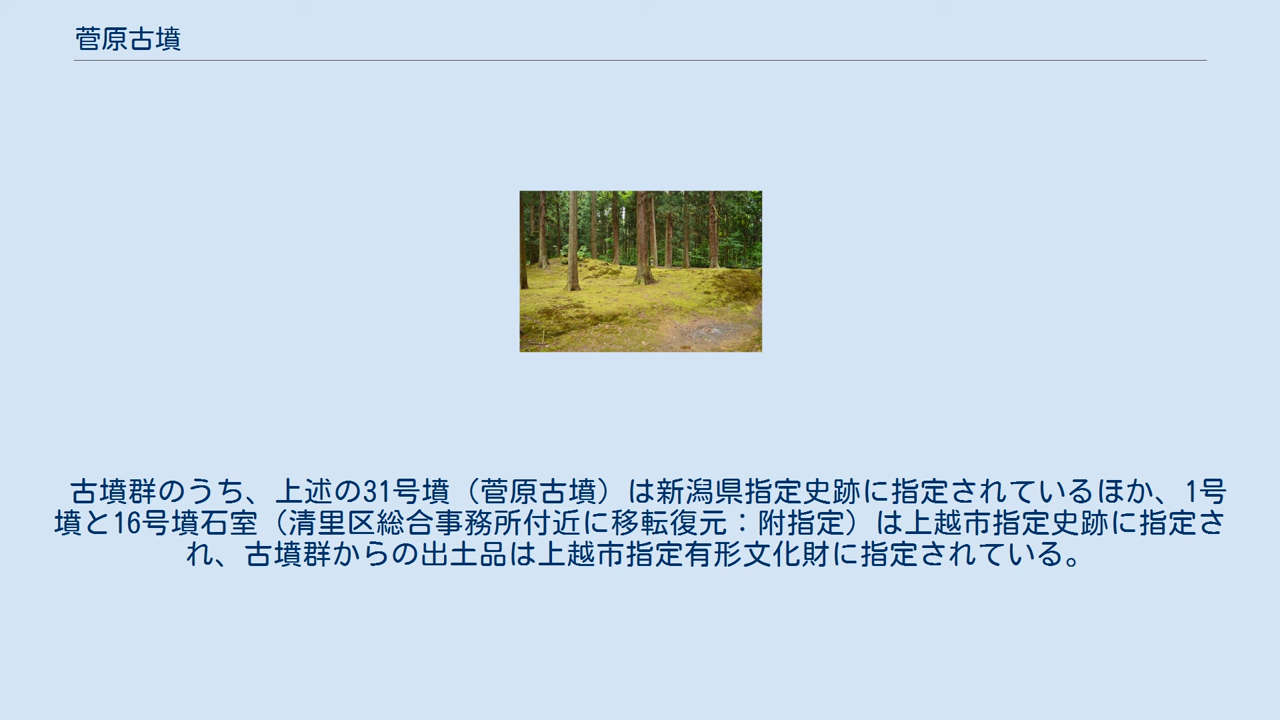 菅原古墳
古墳群のうち、上述の31号墳（菅原古墳）は新潟県指定史跡に指定されているほか、1号
墳と16号墳石室（清里区総合事務所付近に移転復元：附指定）は上越市指定史跡に指定さ
れ、古墳群からの出土品は上越市指定有形文化財に指定されている。